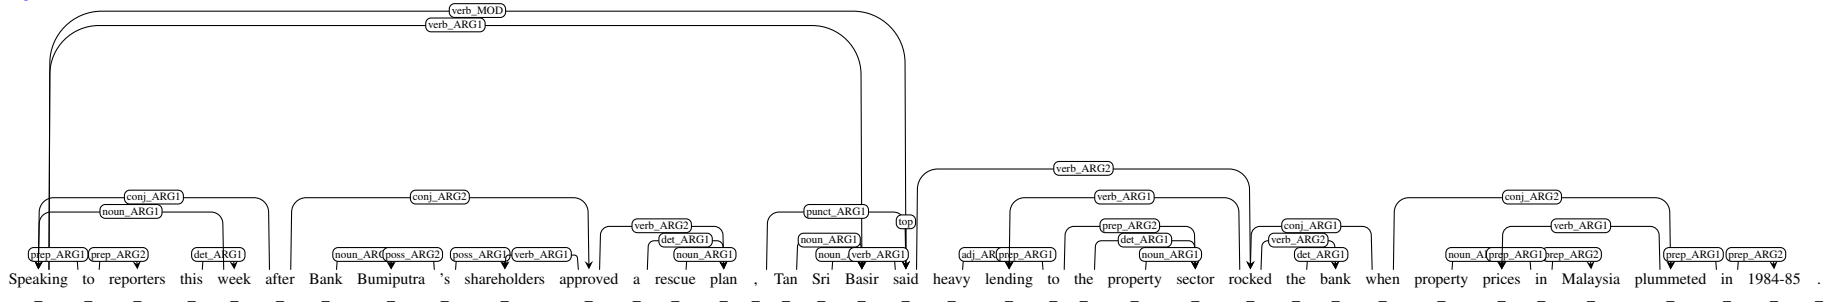 verb_MOD
verb_ARG1
verb_ARG2
conj_ARG1 conj_ARG2 verb_ARG1 conj_ARG2
noun_ARG1 punct_ARG1 top
verb_ARG2 prep_ARG2 conj_ARG1 verb_ARG1
det_ARG1 noun_ARG1 det_ARG1 verb_ARG2
prep_ARG1 prep_ARG2 det_ARG1 poss_ARG2 poss_ARG1 verb_ARG1 noun_ARG1 verb_ARG1 prep_ARG1 noun_ARG1 det_ARG1 prep_ARG1 prep_ARG2 prep_ARG1 prep_ARG2
Speaking to reporters this week after Bank Bumiputra 's shareholders approved a rescue plan , Tan Sri Basir said heavy lending to the property sector rocked the bank when property prices in Malaysia plummeted in 1984-85 .